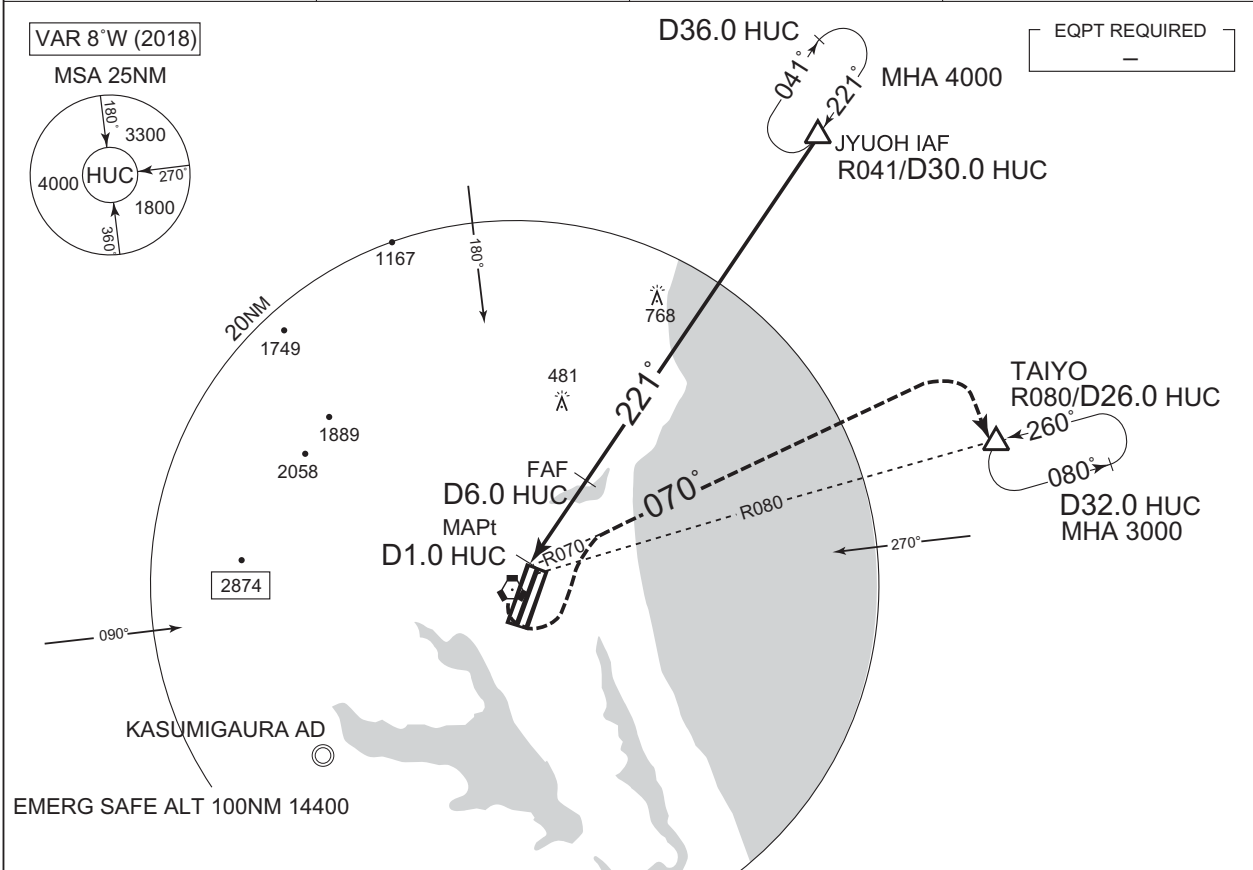 VAR 8°W (2018)
MSA 25NM
180°
3300
HUC
4000
270°
1800
360°
D36.0 HUC
041°
221°
MHA 4000
JYUOH IAF
R041/D30.0 HUC
EQPT REQUIRED
–
1167
180°
20NM
768
1749
481
221°
TAIYO
R080/D26.0 HUC
1889
260°
2058
FAF
D6.0 HUC
070°
080°
R080
D32.0 HUC
MHA 3000
MAPt
D1.0 HUC
R070
270°
2874
090°
KASUMIGAURA AD
EMERG SAFE ALT 100NM 14400